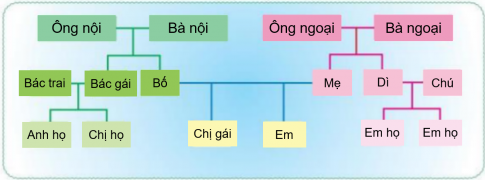 Ông nội Bà nội Ông ngoại Bà ngoại
Bác trai Bác gái Bố Mẹ Dì Chú
Anh họ Chị họ Chị gái Em Em họ Em họ